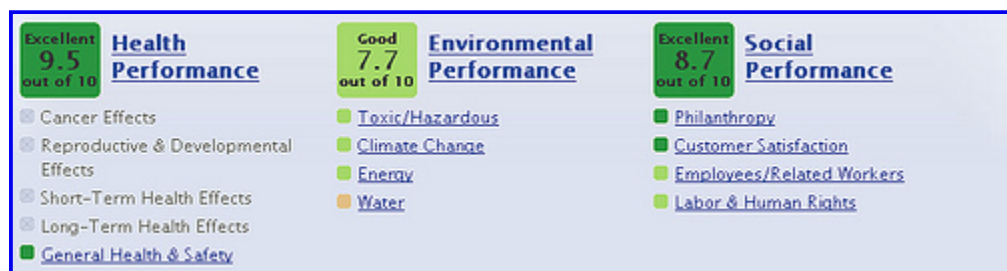 Excellent
9.5
out of 10
Health
Performance
Cancer Effects
Reproductive & Developmental
Effects
Short-Term Health Effects
Long-Term Health Effects
General Health & Safety
Good
7.7
out of 10
Environmental
Performance
Toxic/Hazardous
Climate Change
Energy
Water
Excellent
8.7
out of 10
Social
Performance
Philanthropy
Customer Satisfaction
Employees/Related Workers
Labor & Human Rights